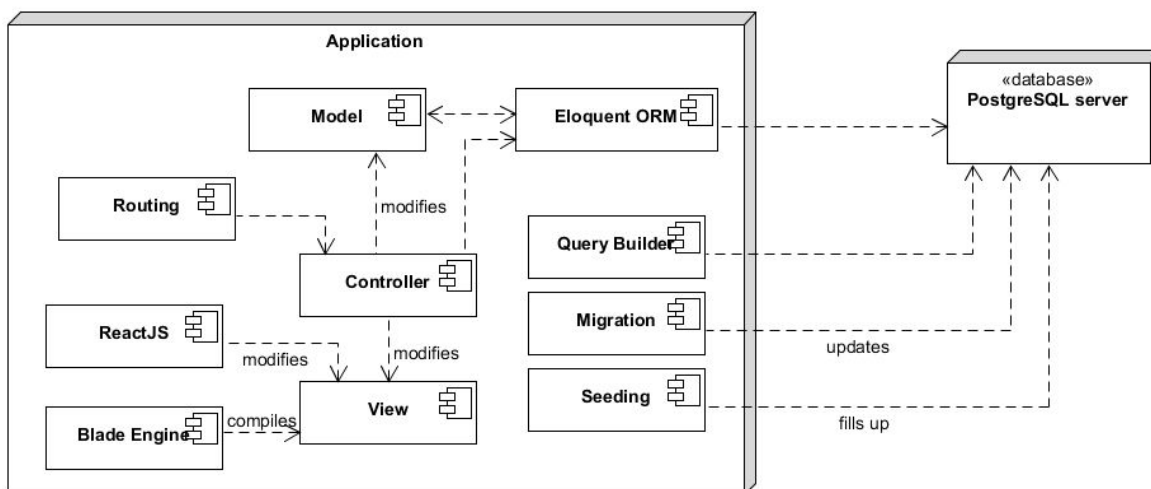 Application
«database»
PostgreSQL server
Model
Eloquent ORM
Routing
modifies
Query Builder
Controller
Migration
ReactJS
modifies
modifies
updates
Seeding
View
Blade Engine
compiles
fills up